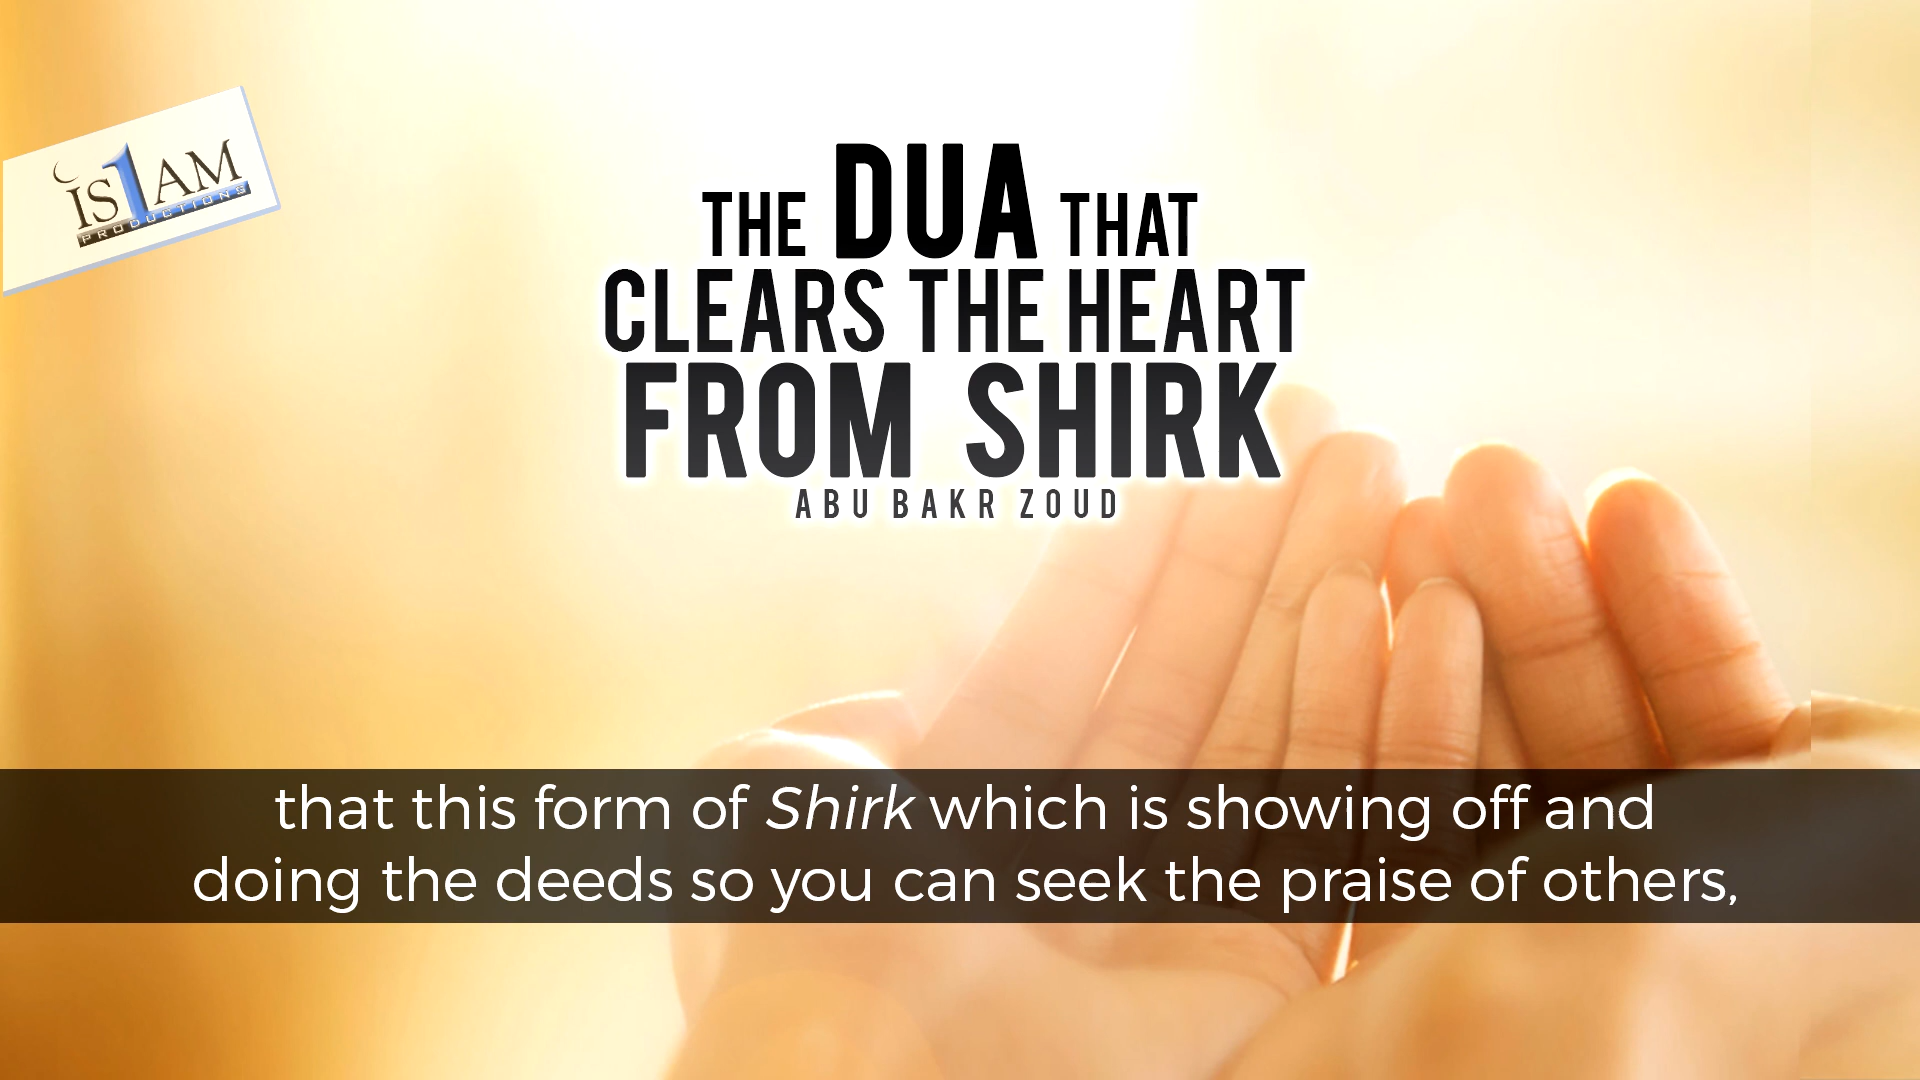 IS1AM
PRODUCTIONS
THE DUA THAT
CLEARS THE HEART
FROM SHIRK
ABU BAKR ZOUD
that this form of Shirk which is showing off and
doing the deeds so you can seek the praise of others,